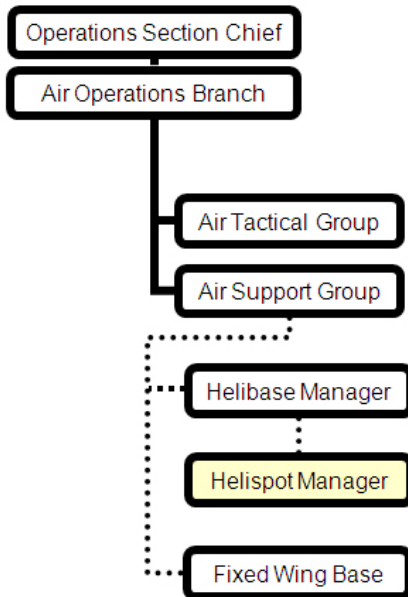 Operations Section Chief
Air Operations Branch
Air Tactical Group
Air Support Group
Helibase Manager
Helispot Manager
Fixed Wing Base